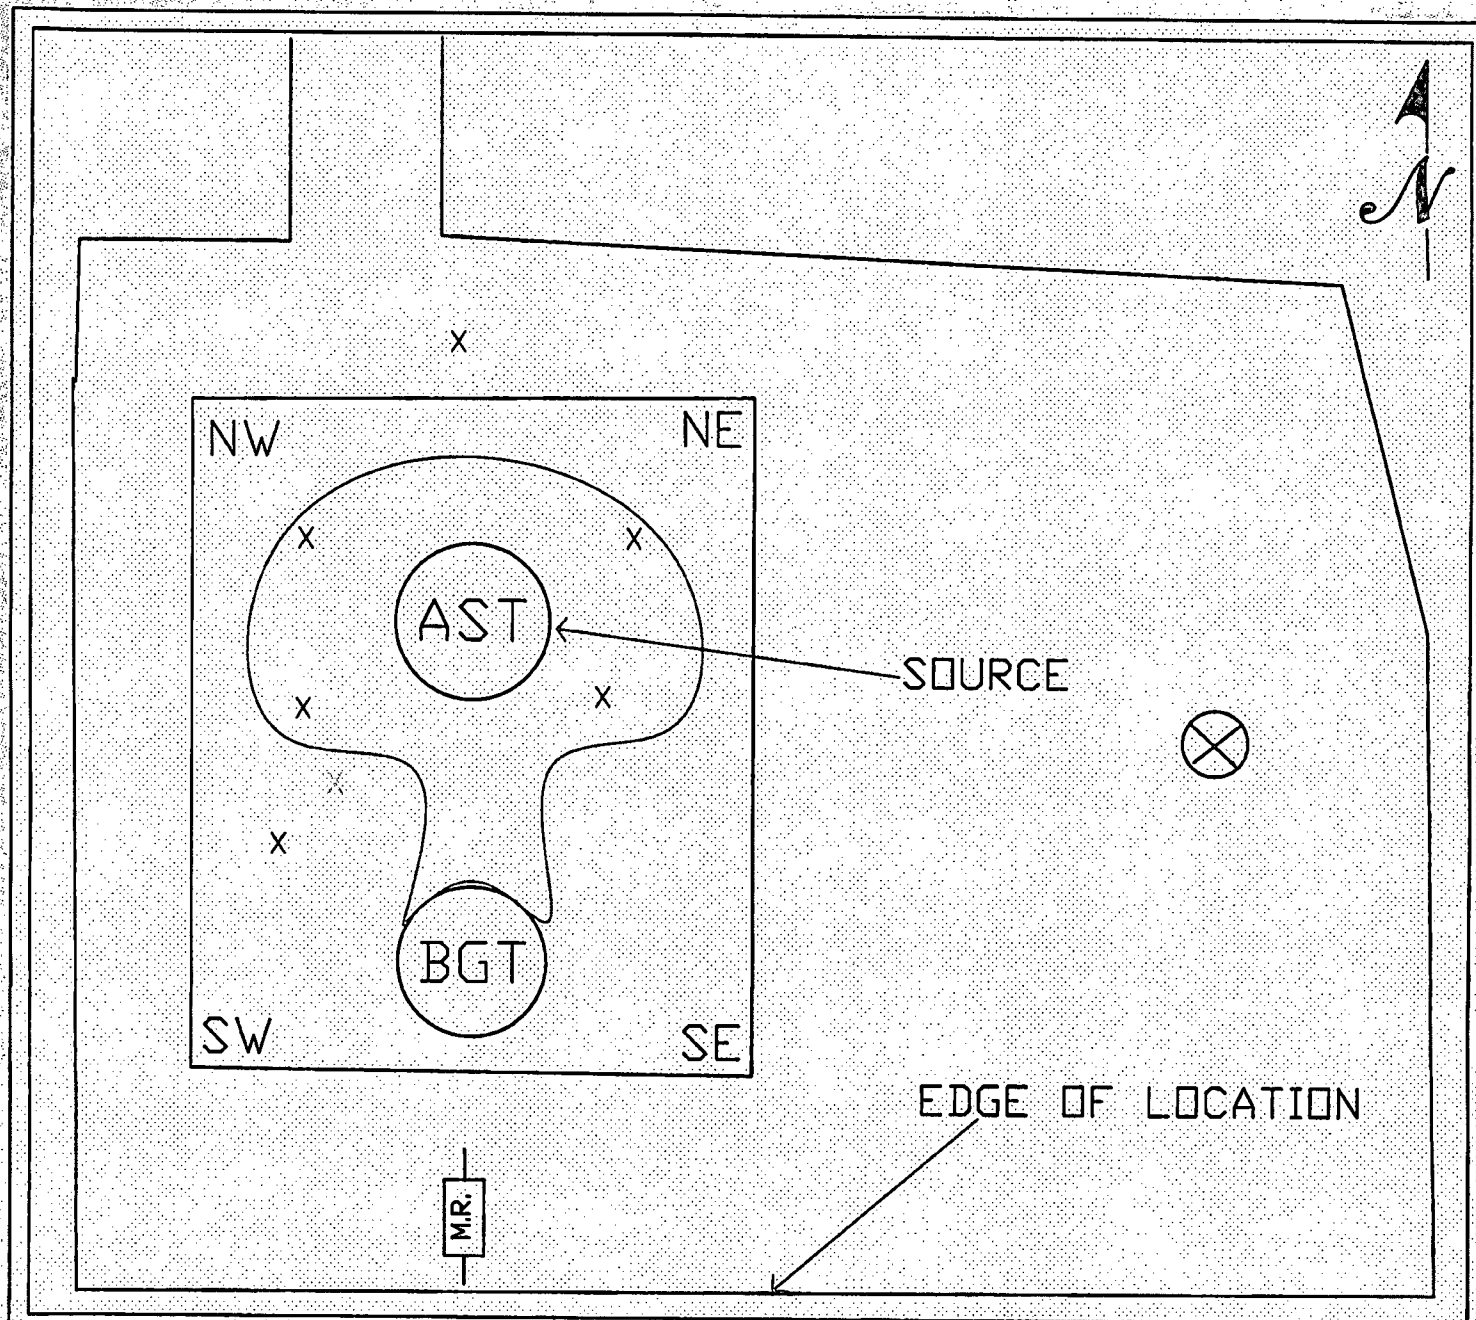 N
X
NW NE
X X
AST
SOURCE
X X
X
X
BGT
SW SE
EDGE OF LOCATION
M.R.